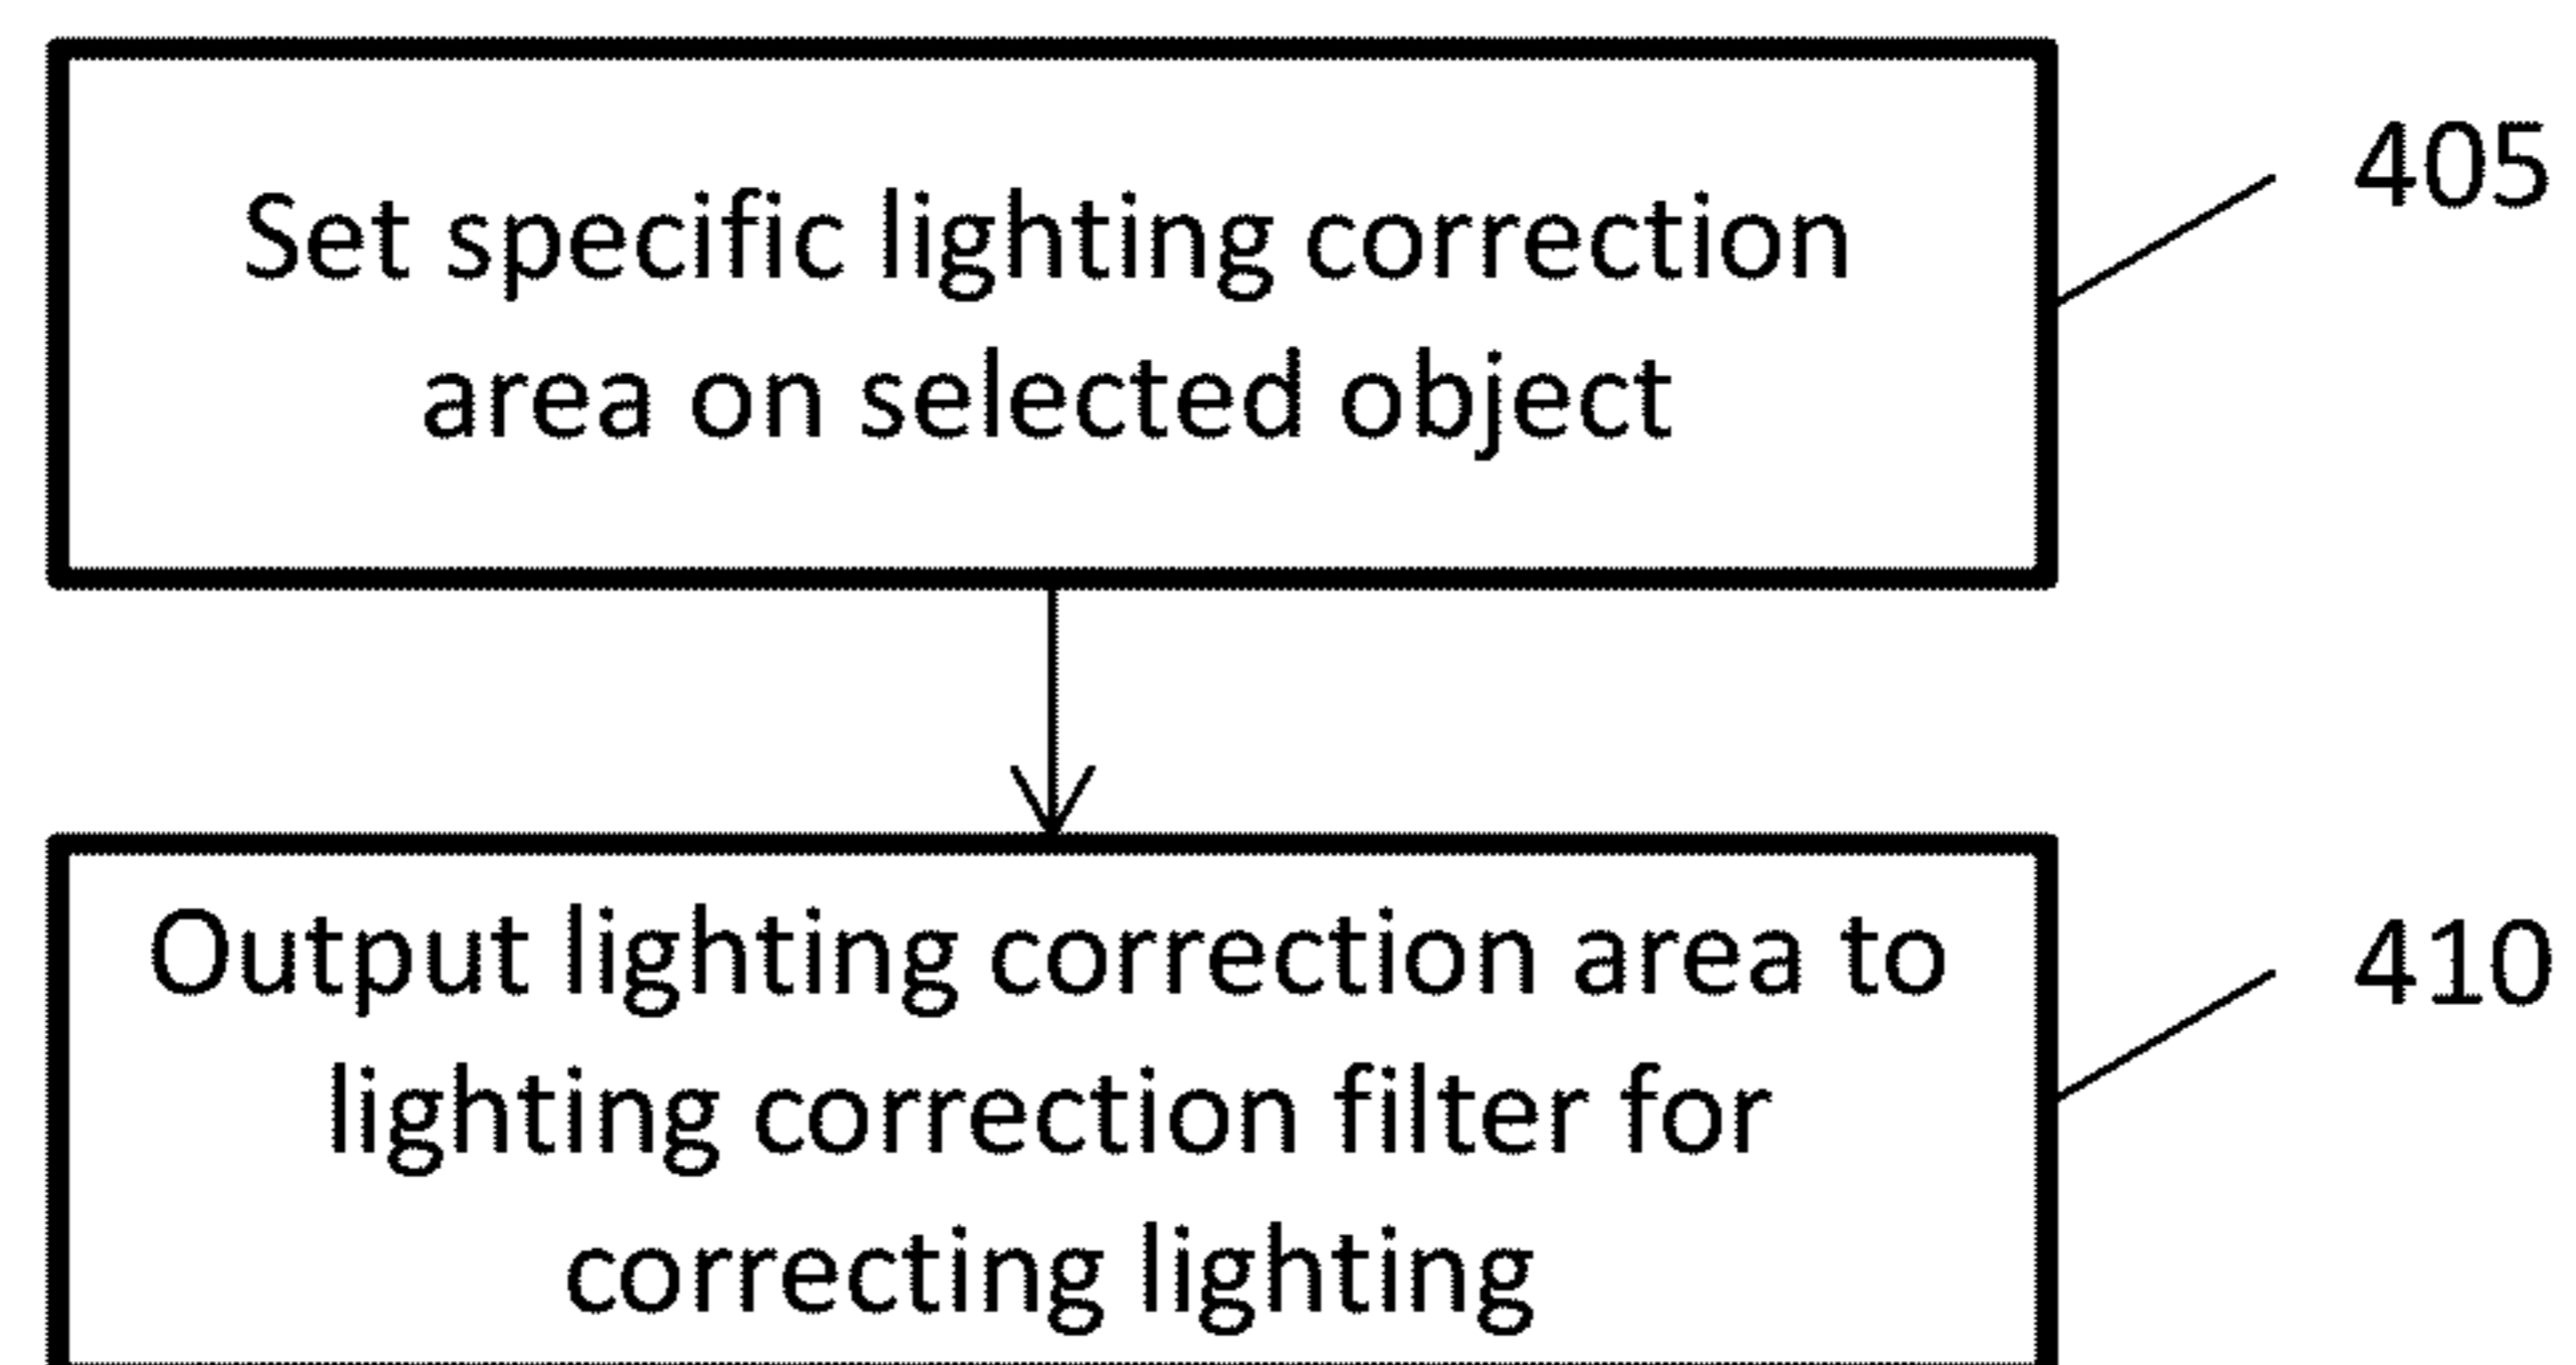 Set specific lighting correction
area on selected object
405
Output lighting correction area to
lighting correction filter for
correcting lighting
410